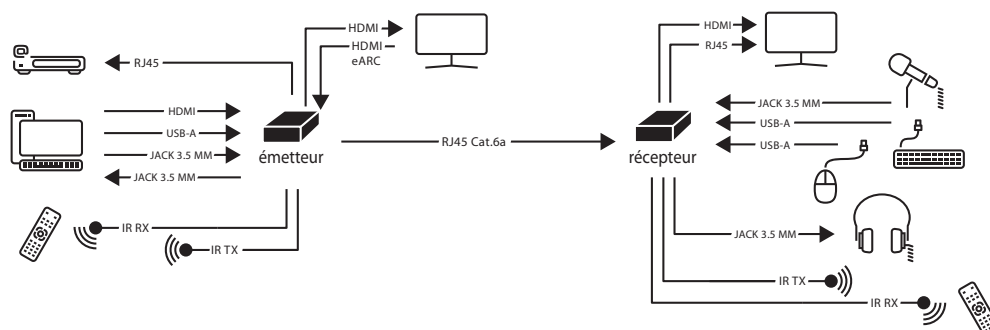 HDMI
HDMI
eARC
RJ45
HDMI
USB-A
JACK 3.5 MM
JACK 3.5 MM
émetteur
IR RX
IR TX
RJ45 Cat.6a
HDMI
RJ45
JACK 3.5 MM
USB-A
USB-A
récepteur
JACK 3.5 MM
IR TX
IR RX